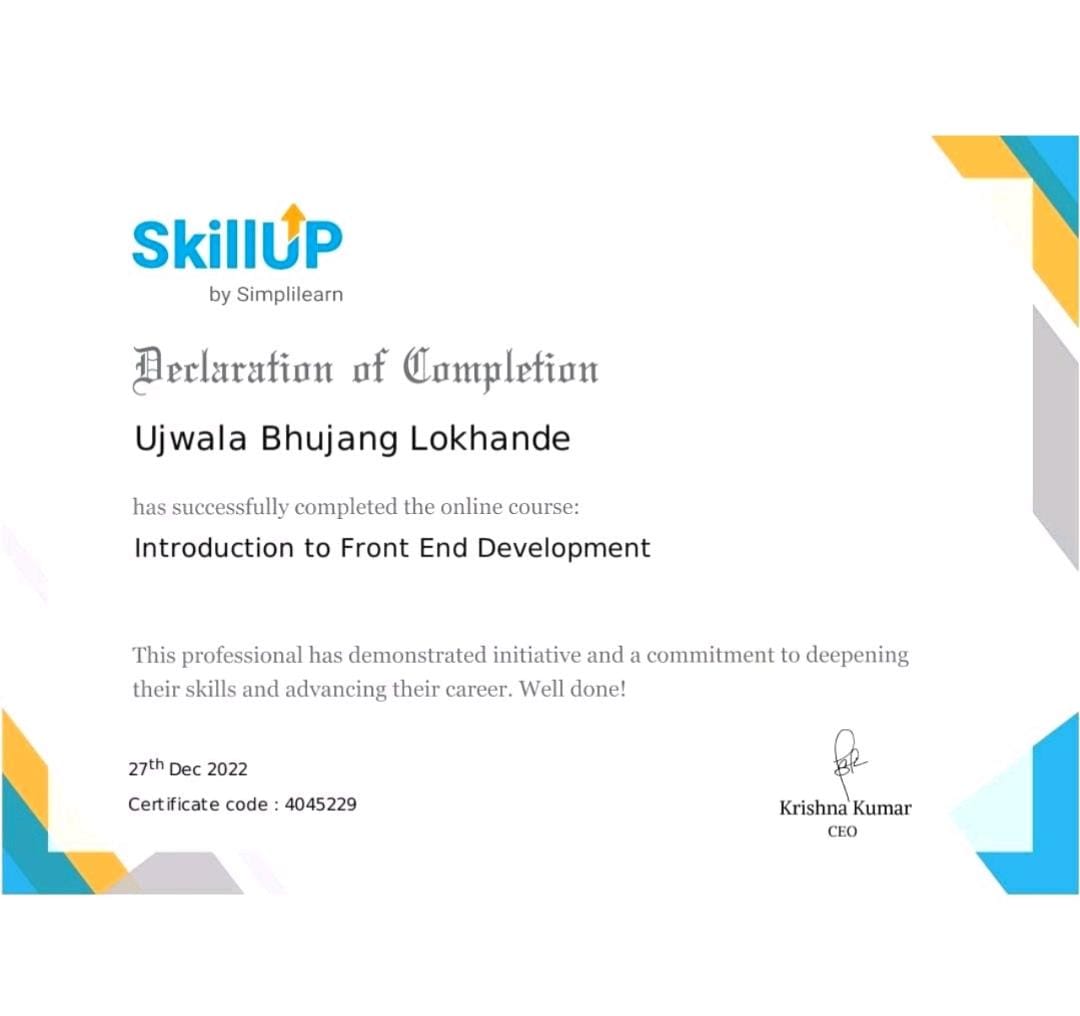 SkillUP
by Simplilearn
Declaration of Completion
Ujwala Bhujang Lokhande
has successfully completed the online course:
Introduction to Front End Development
This professional has demonstrated initiative and a commitment to deepening
their skills and advancing their career. Well done!
27th Dec 2022
Certificate code : 4045229
Krishna Kumar
CEO